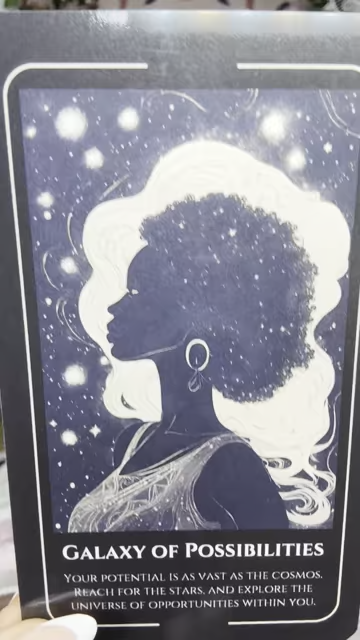 GALAXY OF POSSIBILITIES
YOUR POTENTIAL IS AS VAST AS THE COSMOS.
REACH FOR THE STARS, AND EXPLORE THE
UNIVERSE OF OPPORTUNITIES WITHIN YOU.